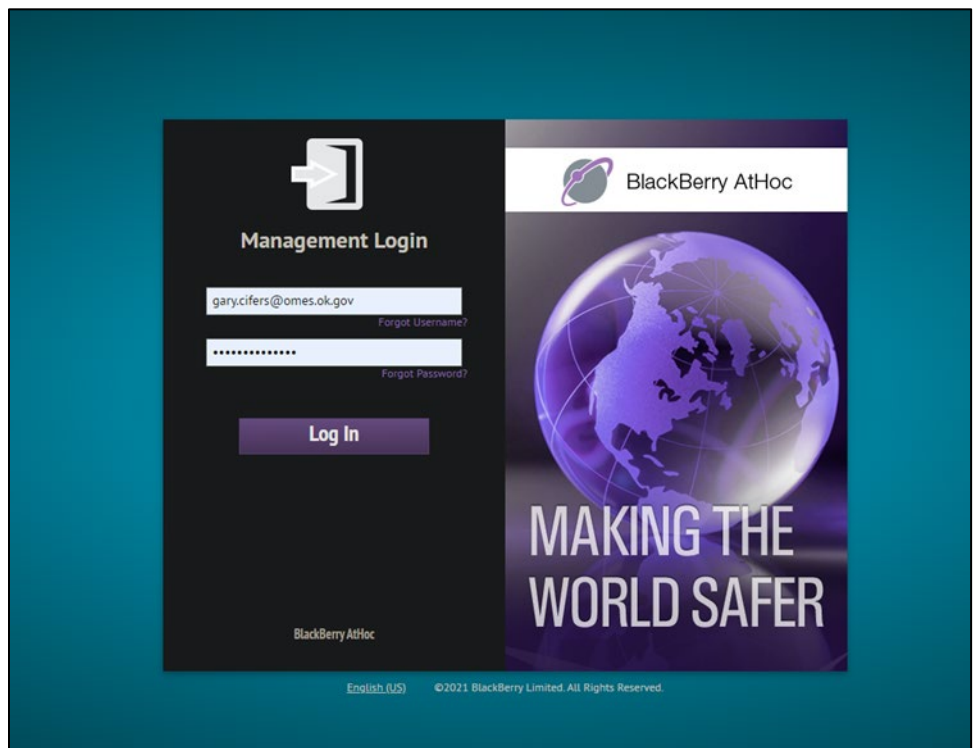 Management Login
gary.cifers@omes.ok.gov
Forgot Username?
••••••••••••••
Forgot Password?
Log In
BlackBerry AtHoc
BlackBerry AtHoc
MAKING THE
WORLD SAFER
English (US) ©2021 BlackBerry Limited. All Rights Reserved.